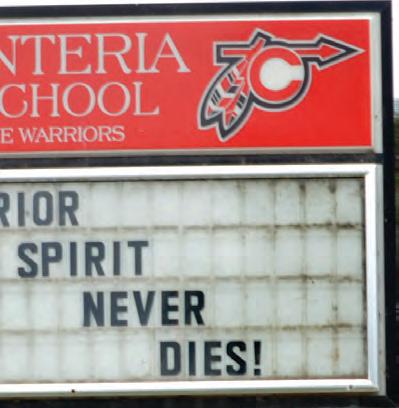 NTERIA
CHOOL
E WARRIORS
C
RIOR
SPIRIT
NEVER
DIES!